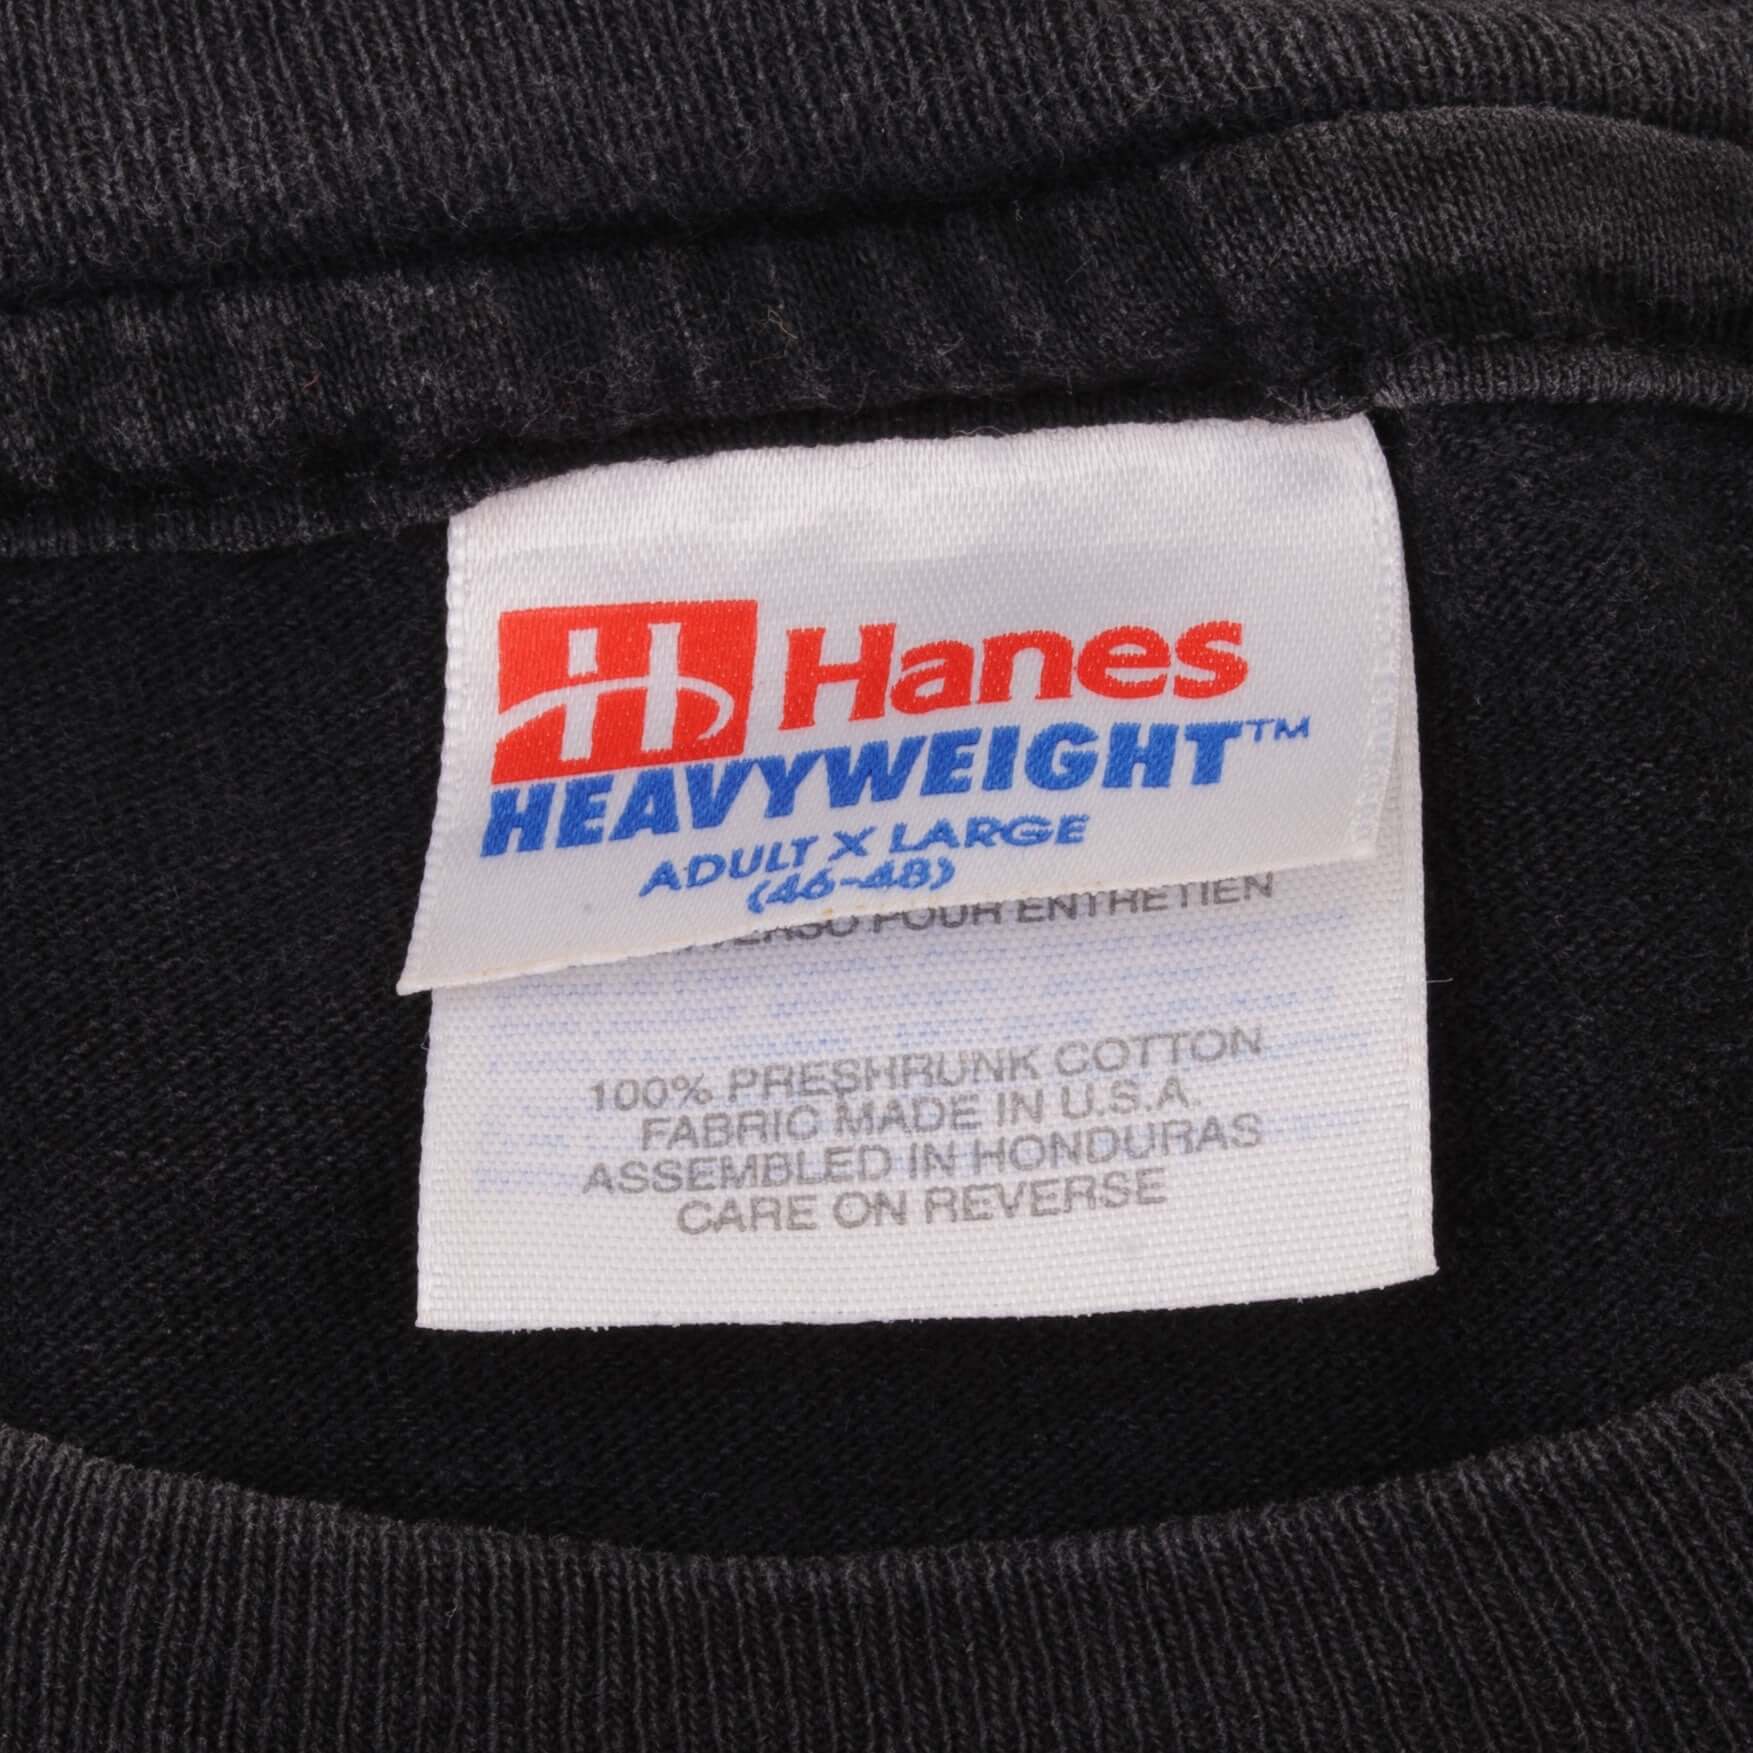 H Hanes
HEAVYWEIGHT™
ADULT X LARGE
(46-48)
VERSO POUR ENTRETIEN
100% PRESHRUNK COTTON
FABRIC MADE IN U.S.A.
ASSEMBLED IN HONDURAS
CARE ON REVERSE